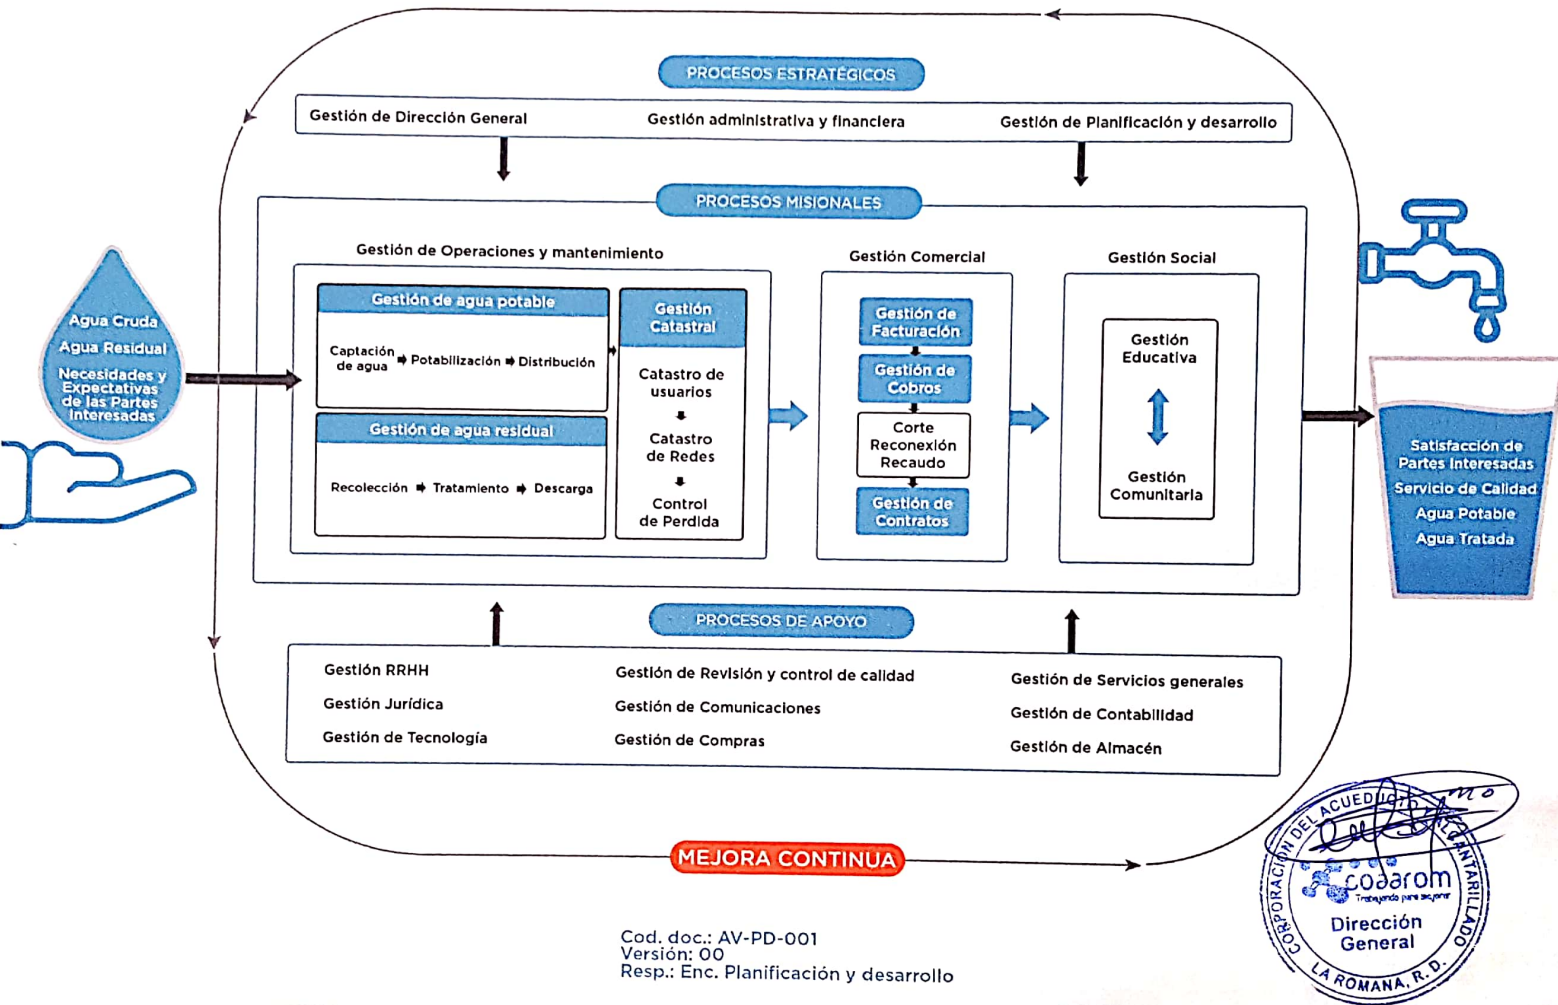 PROCESOS ESTRATÉGICOS
Gestión de Dirección General
Gestión administrativa y financiera
Gestión de Planificación y desarrollo
PROCESOS MISIONALES
Agua Cruda
Agua Residual
Necesidades y
Expectativas
de las Partes
Interesadas
Gestión de Operaciones y mantenimiento
Gestión de agua potable
Captación
de agua
Potabilización
Distribución
Gestión de agua residual
Recolección
Tratamiento
Descarga
Gestión
Catastral
Catastro de
usuarios
Catastro
de Redes
Control
de Perdida
Gestión Comercial
Gestión de
Facturación
Gestión de
Cobros
Corte
Reconexión
Recaudo
Gestión de
Contratos
Gestión Social
Gestión
Educativa
Gestión
Comunitaria
Satisfacción de
Partes Interesadas
Servicio de Calidad
Agua Potable
Agua Tratada
PROCESOS DE APOYO
Gestión RRHH
Gestión Jurídica
Gestión de Tecnología
Gestión de Revisión y control de calidad
Gestión de Comunicaciones
Gestión de Compras
Gestión de Servicios generales
Gestión de Contabilidad
Gestión de Almacén
MEJORA CONTINUA
Cod. doc.: AV-PD-001
Versión: 00
Resp.: Enc. Planificación y desarrollo
CORPORACIÓN DEL ACUEDUCTO Y ALCANTARILLADO
coaarom
Trabajando para mejorar
Dirección
General
LA ROMANA, R. D.